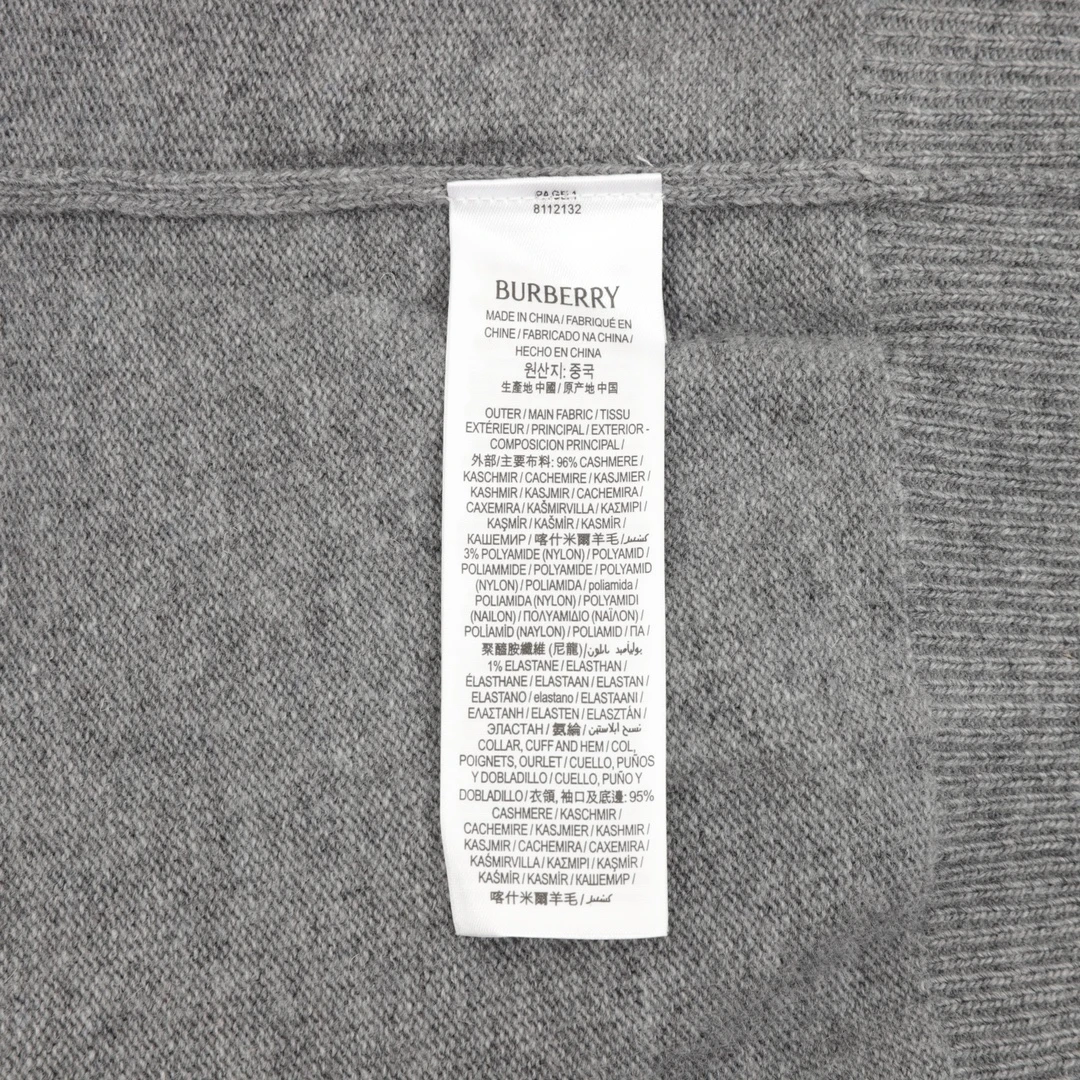 PAGE 1
8112132
BURBERRY
MADE IN CHINA / FABRIQUÉ EN
CHINE / FABRICADO NA CHINA /
HECHO EN CHINA
원산지: 중국
生產地 中國 / 原产地 中国
OUTER / MAIN FABRIC / TISSU
EXTÉRIEUR / PRINCIPAL / EXTERIOR -
COMPOSICION PRINCIPAL /
外部/主要布料: 96% CASHMERE /
KASCHMIR / CACHEMIRE / KASJMIER /
KASHMIR / KASJMIR / CACHEMIRA /
CAXEMIRA / KAŠMIRVILLA / ΚΑΣΜΙΡΙ /
KAŞMİR / KAŠMÍR / KASMÍR /
КАШЕМИР / 喀什米爾羊毛 / كشمير
3% POLYAMIDE (NYLON) / POLYAMID /
POLIAMMIDE / POLYAMIDE / POLYAMID
(NYLON) / POLIAMIDA / poliamida /
POLIAMIDA (NYLON) / POLYAMIDI
(NAILON) / ΠΟΛΥΑΜΙΔΙΟ (ΝΑΪΛΟΝ) /
POLİAMİD (NAYLON) / POLIAMID / ПА /
聚醯胺纖維 (尼龍)/ بولياميد نايلون
1% ELASTANE / ELASTHAN /
ÉLASTHANE / ELASTAAN / ELASTAN /
ELASTANO / elastano / ELASTAANI /
ΕΛΑΣΤΑΝΗ / ELASTEN / ELASZTÁN /
ЭЛАСТАН / 氨綸 / نسيج ايلاستين
COLLAR, CUFF AND HEM / COL,
POIGNETS, OURLET / CUELLO, PUÑOS
Y DOBLADILLO / CUELLO, PUÑO Y
DOBLADILLO / 衣領, 袖口及底邊: 95%
CASHMERE / KASCHMIR /
CACHEMIRE / KASJMIER / KASHMIR /
KASJMIR / CACHEMIRA / CAXEMIRA /
KAŠMIRVILLA / ΚΑΣΜΙΡΙ / KAŞMİR /
KAŠMÍR / KASMÍR / КАШЕМИР /
喀什米爾羊毛 / كشمير